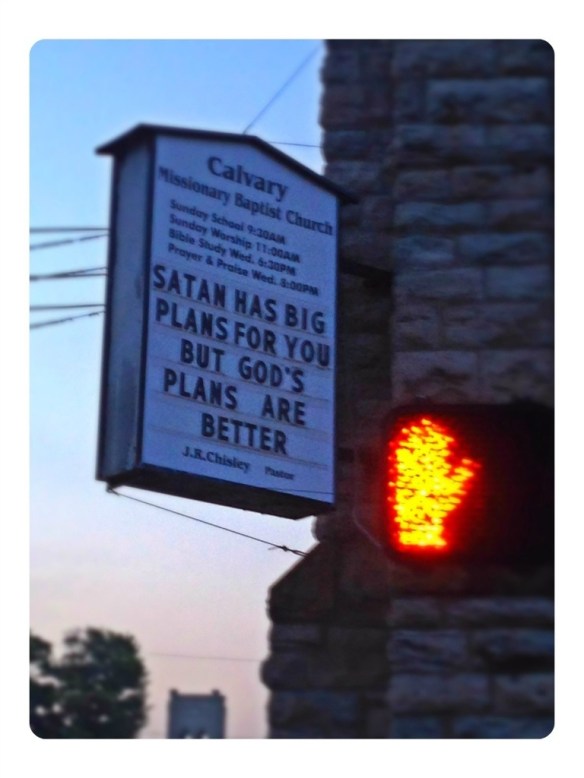 Calvary
Missionary Baptist Church
Sunday School 9:30AM
Sunday Worship 11:00AM
Bible Study Wed. 6:30PM
Prayer & Praise Wed. 8:00PM
SATAN HAS BIG
PLANS FOR YOU
BUT GOD'S
PLANS ARE
BETTER
J.R.Chisley Pastor